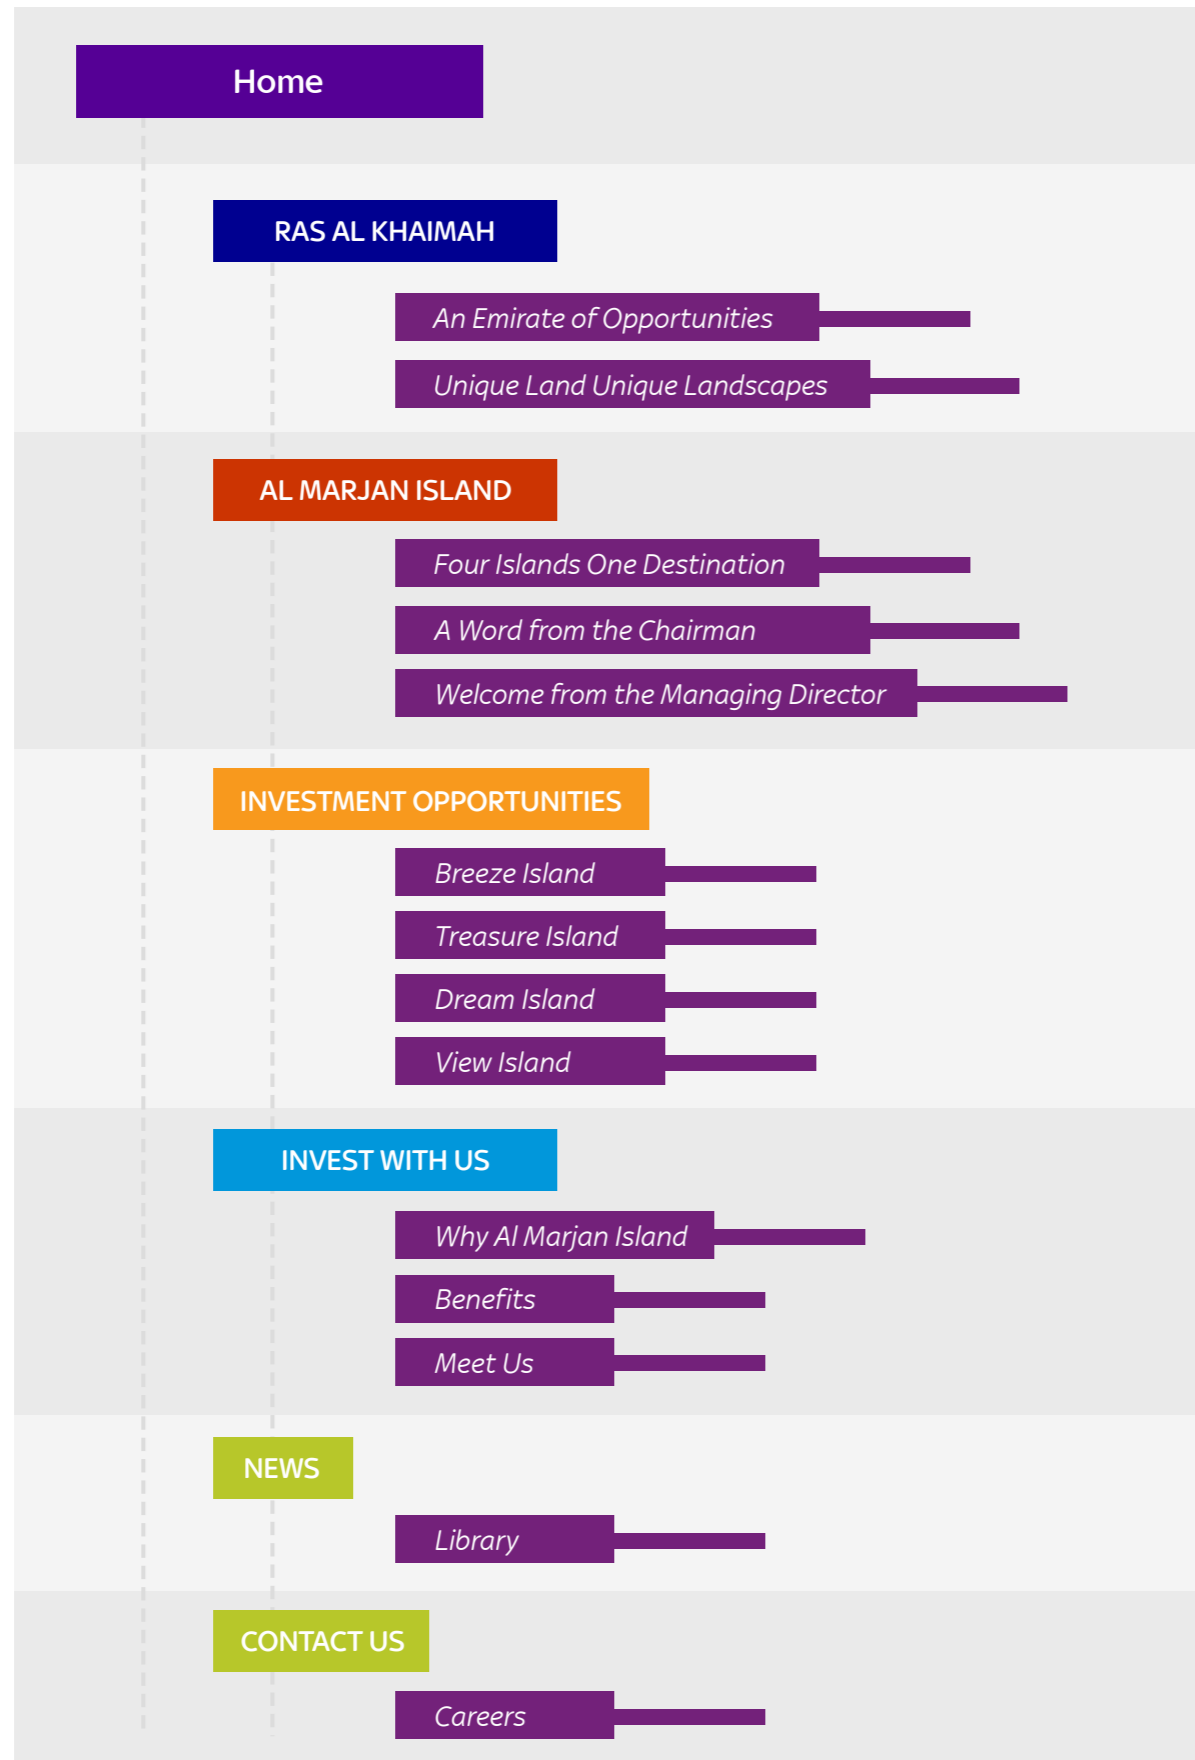 Home
RAS AL KHAIMAH
An Emirate of Opportunities
Unique Land Unique Landscapes
AL MARJAN ISLAND
Four Islands One Destination
A Word from the Chairman
Welcome from the Managing Director
INVESTMENT OPPORTUNITIES
Breeze Island
Treasure Island
Dream Island
View Island
INVEST WITH US
Why Al Marjan Island
Benefits
Meet Us
NEWS
Library
CONTACT US
Careers